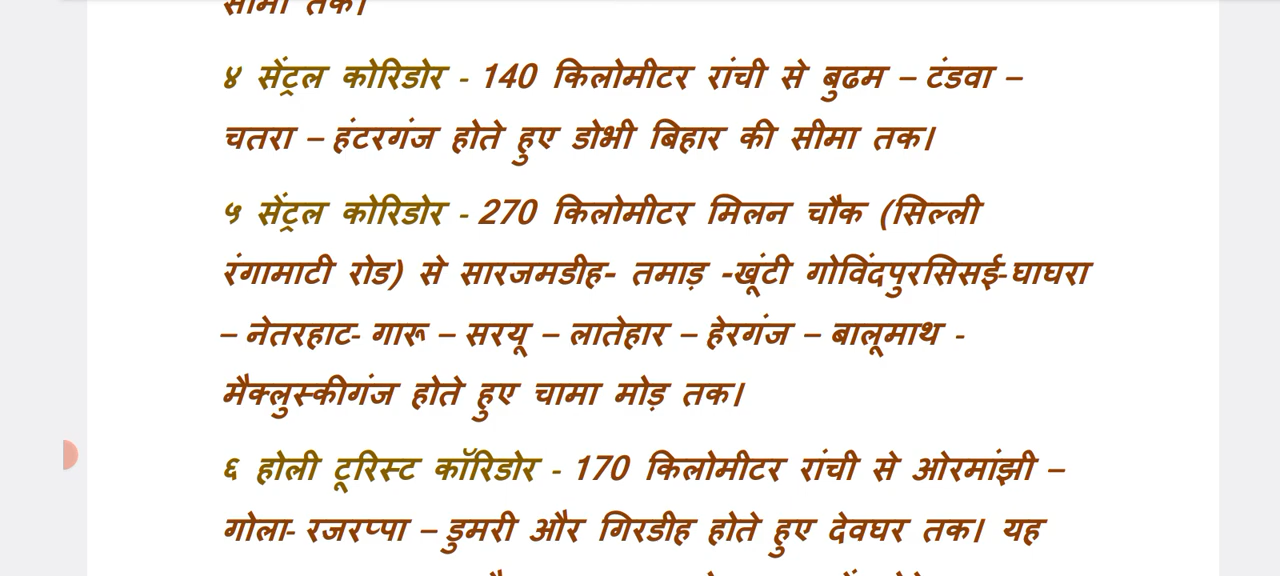 सीमा तक।
४ सेंट्रल कोरिडोर - 140 किलोमीटर रांची से बुढम – टंडवा –
चतरा – हंटरगंज होते हुए डोभी बिहार की सीमा तक।
५ सेंट्रल कोरिडोर - 270 किलोमीटर मिलन चौक (सिल्ली
रंगामाटी रोड) से सारजमडीह- तमाड़ -खूंटी गोविंदपुरसिसई-घाघरा
– नेतरहाट- गारू – सरयू – लातेहार – हेरगंज – बालूमाथ -
मैक्लुस्कीगंज होते हुए चामा मोड़ तक।
६ होली टूरिस्ट कॉरिडोर - 170 किलोमीटर रांची से ओरमांझी –
गोला- रजरप्पा – डुमरी और गिरडीह होते हुए देवघर तक। यह